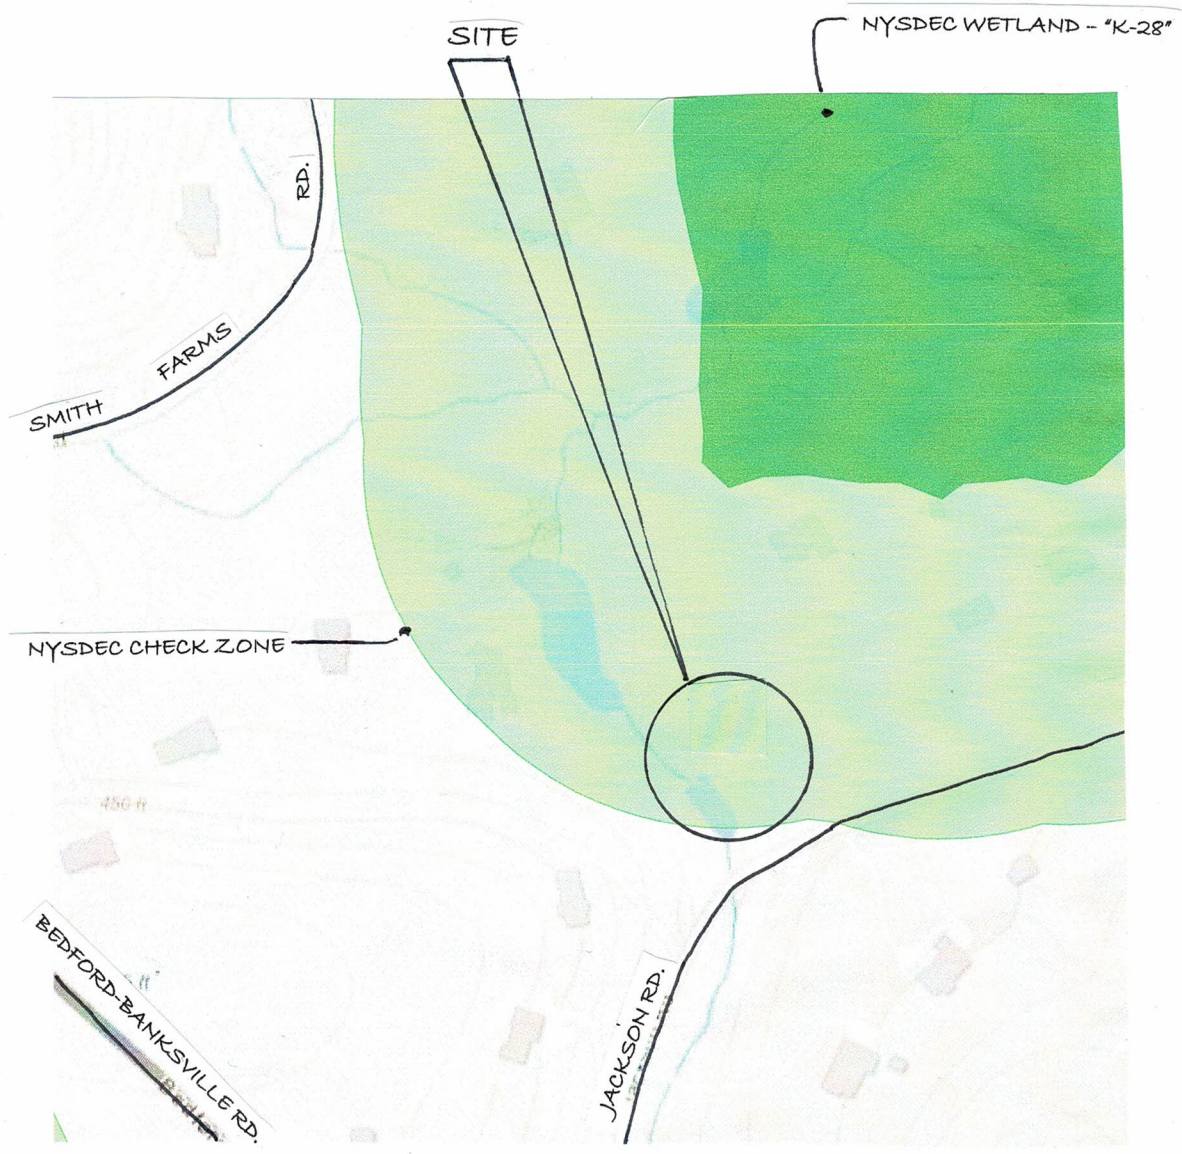 SITE
NYSDEC WETLAND - "K-28"
RD.
FARMS
SMITH
NYSDEC CHECK ZONE
450 ft
BEDFORD-BANKSVILLE RD.
JACKSON RD.